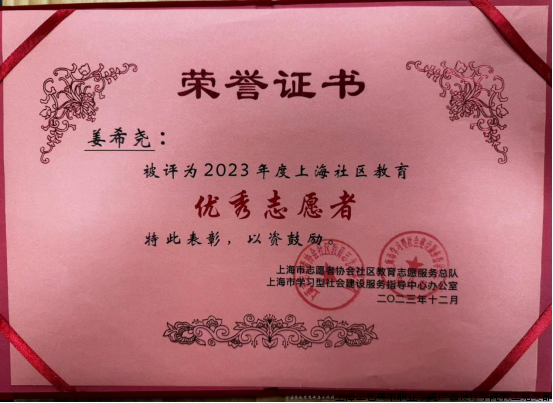 荣誉证书
姜希尧：
被评为2023年度上海社区教育
优秀志愿者
特此表彰，以资鼓励。
上海市志愿者协会社区教育志愿服务总队
上海市学习型社会建设服务指导中心办公室
二〇二三年十二月